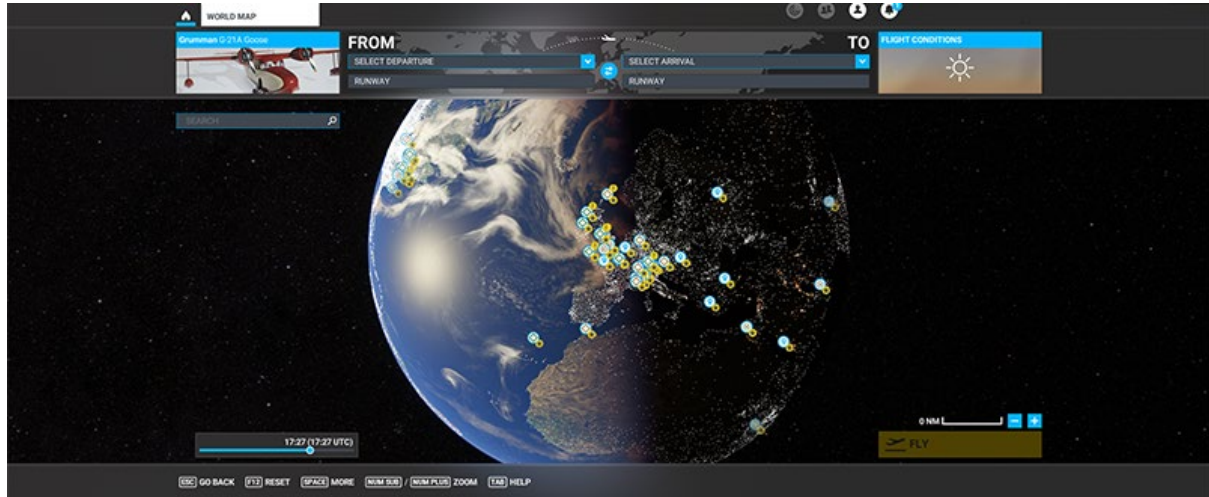 WORLD MAP
Grumman G-21A Goose
FROM
TO
FLIGHT CONDITIONS
SELECT DEPARTURE
SELECT ARRIVAL
RUNWAY
RUNWAY
SEARCH
0 NM
FLY
17:27 (17:27 UTC)
ESC GO BACK F12 RESET SPACE MORE NUM SUB / NUM PLUS ZOOM TAB HELP